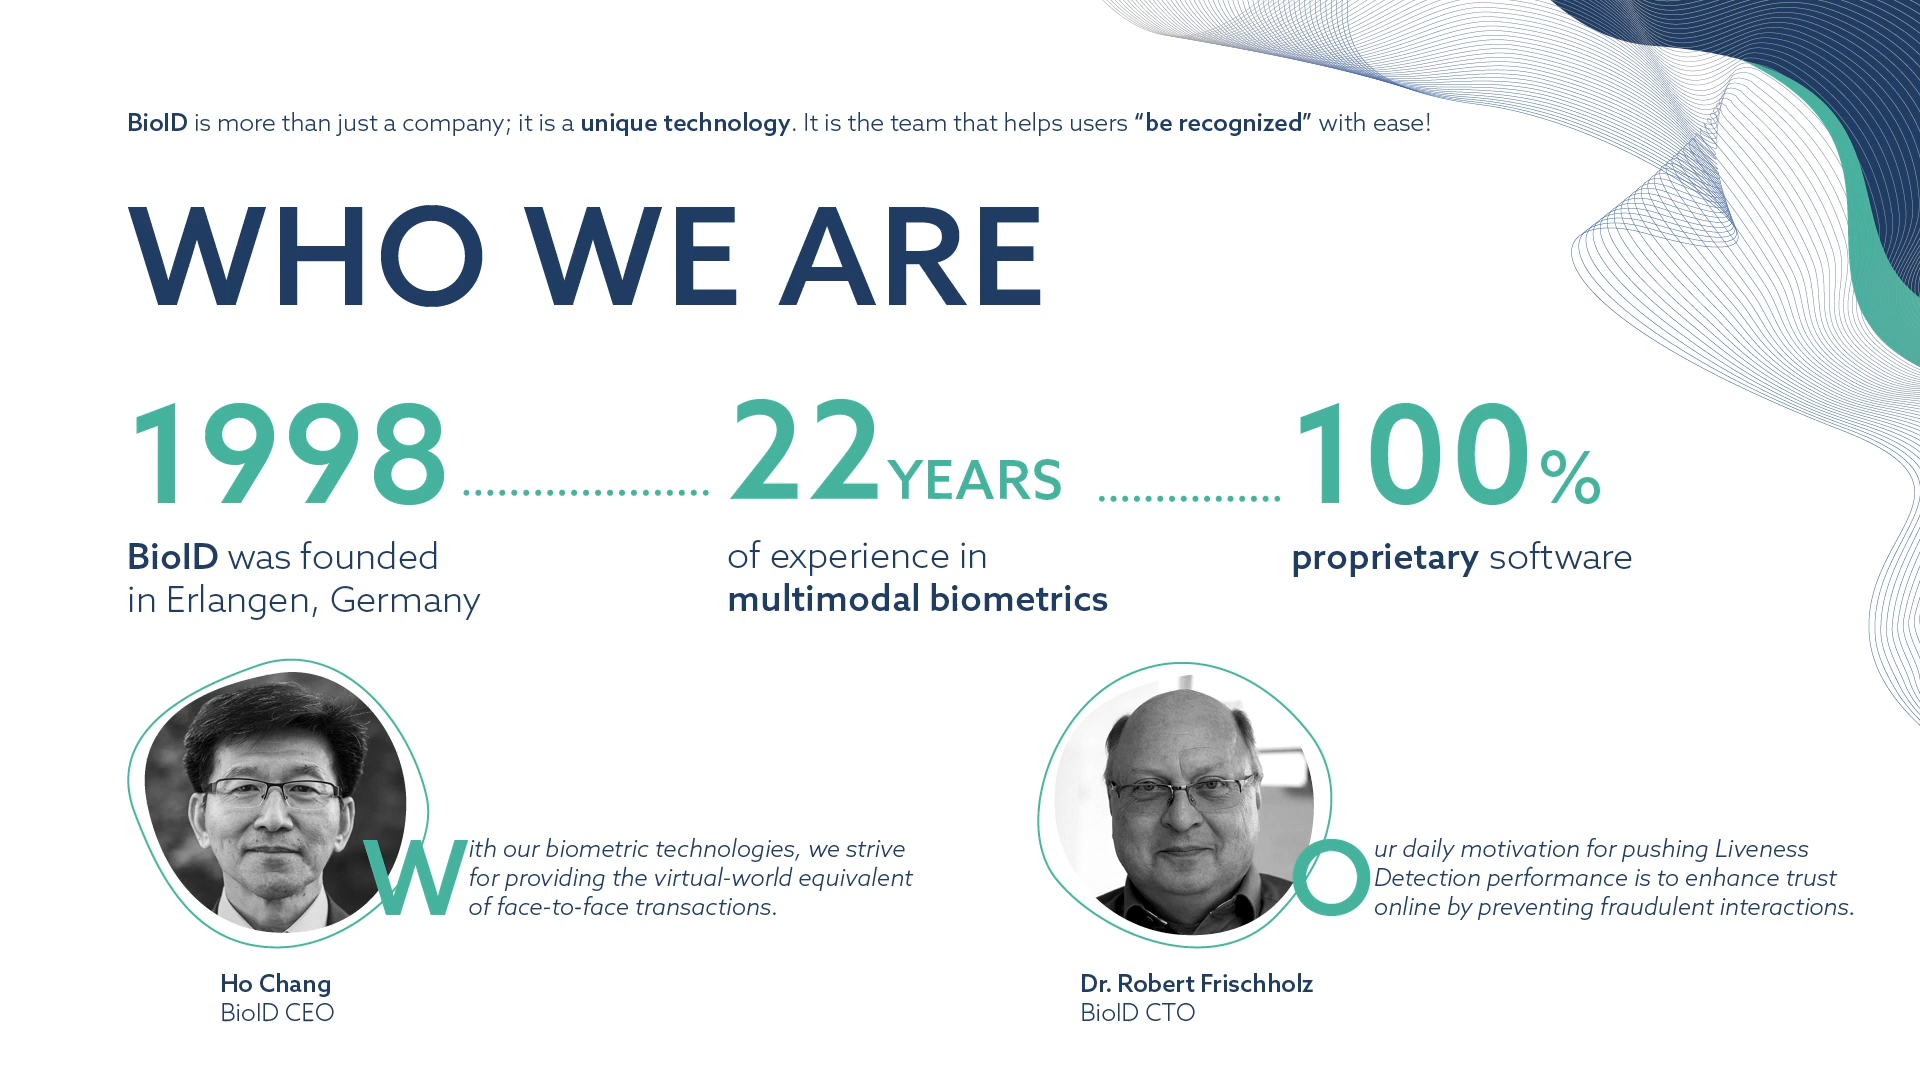 BioID is more than just a company; it is a unique technology. It is the team that helps users “be recognized” with ease!
WHO WE ARE
1998
BioID was founded
in Erlangen, Germany
22 YEARS
of experience in
multimodal biometrics
100%
proprietary software
With our biometric technologies, we strive
for providing the virtual-world equivalent
of face-to-face transactions.
Ho Chang
BioID CEO
Our daily motivation for pushing Liveness
Detection performance is to enhance trust
online by preventing fraudulent interactions.
Dr. Robert Frischholz
BioID CTO